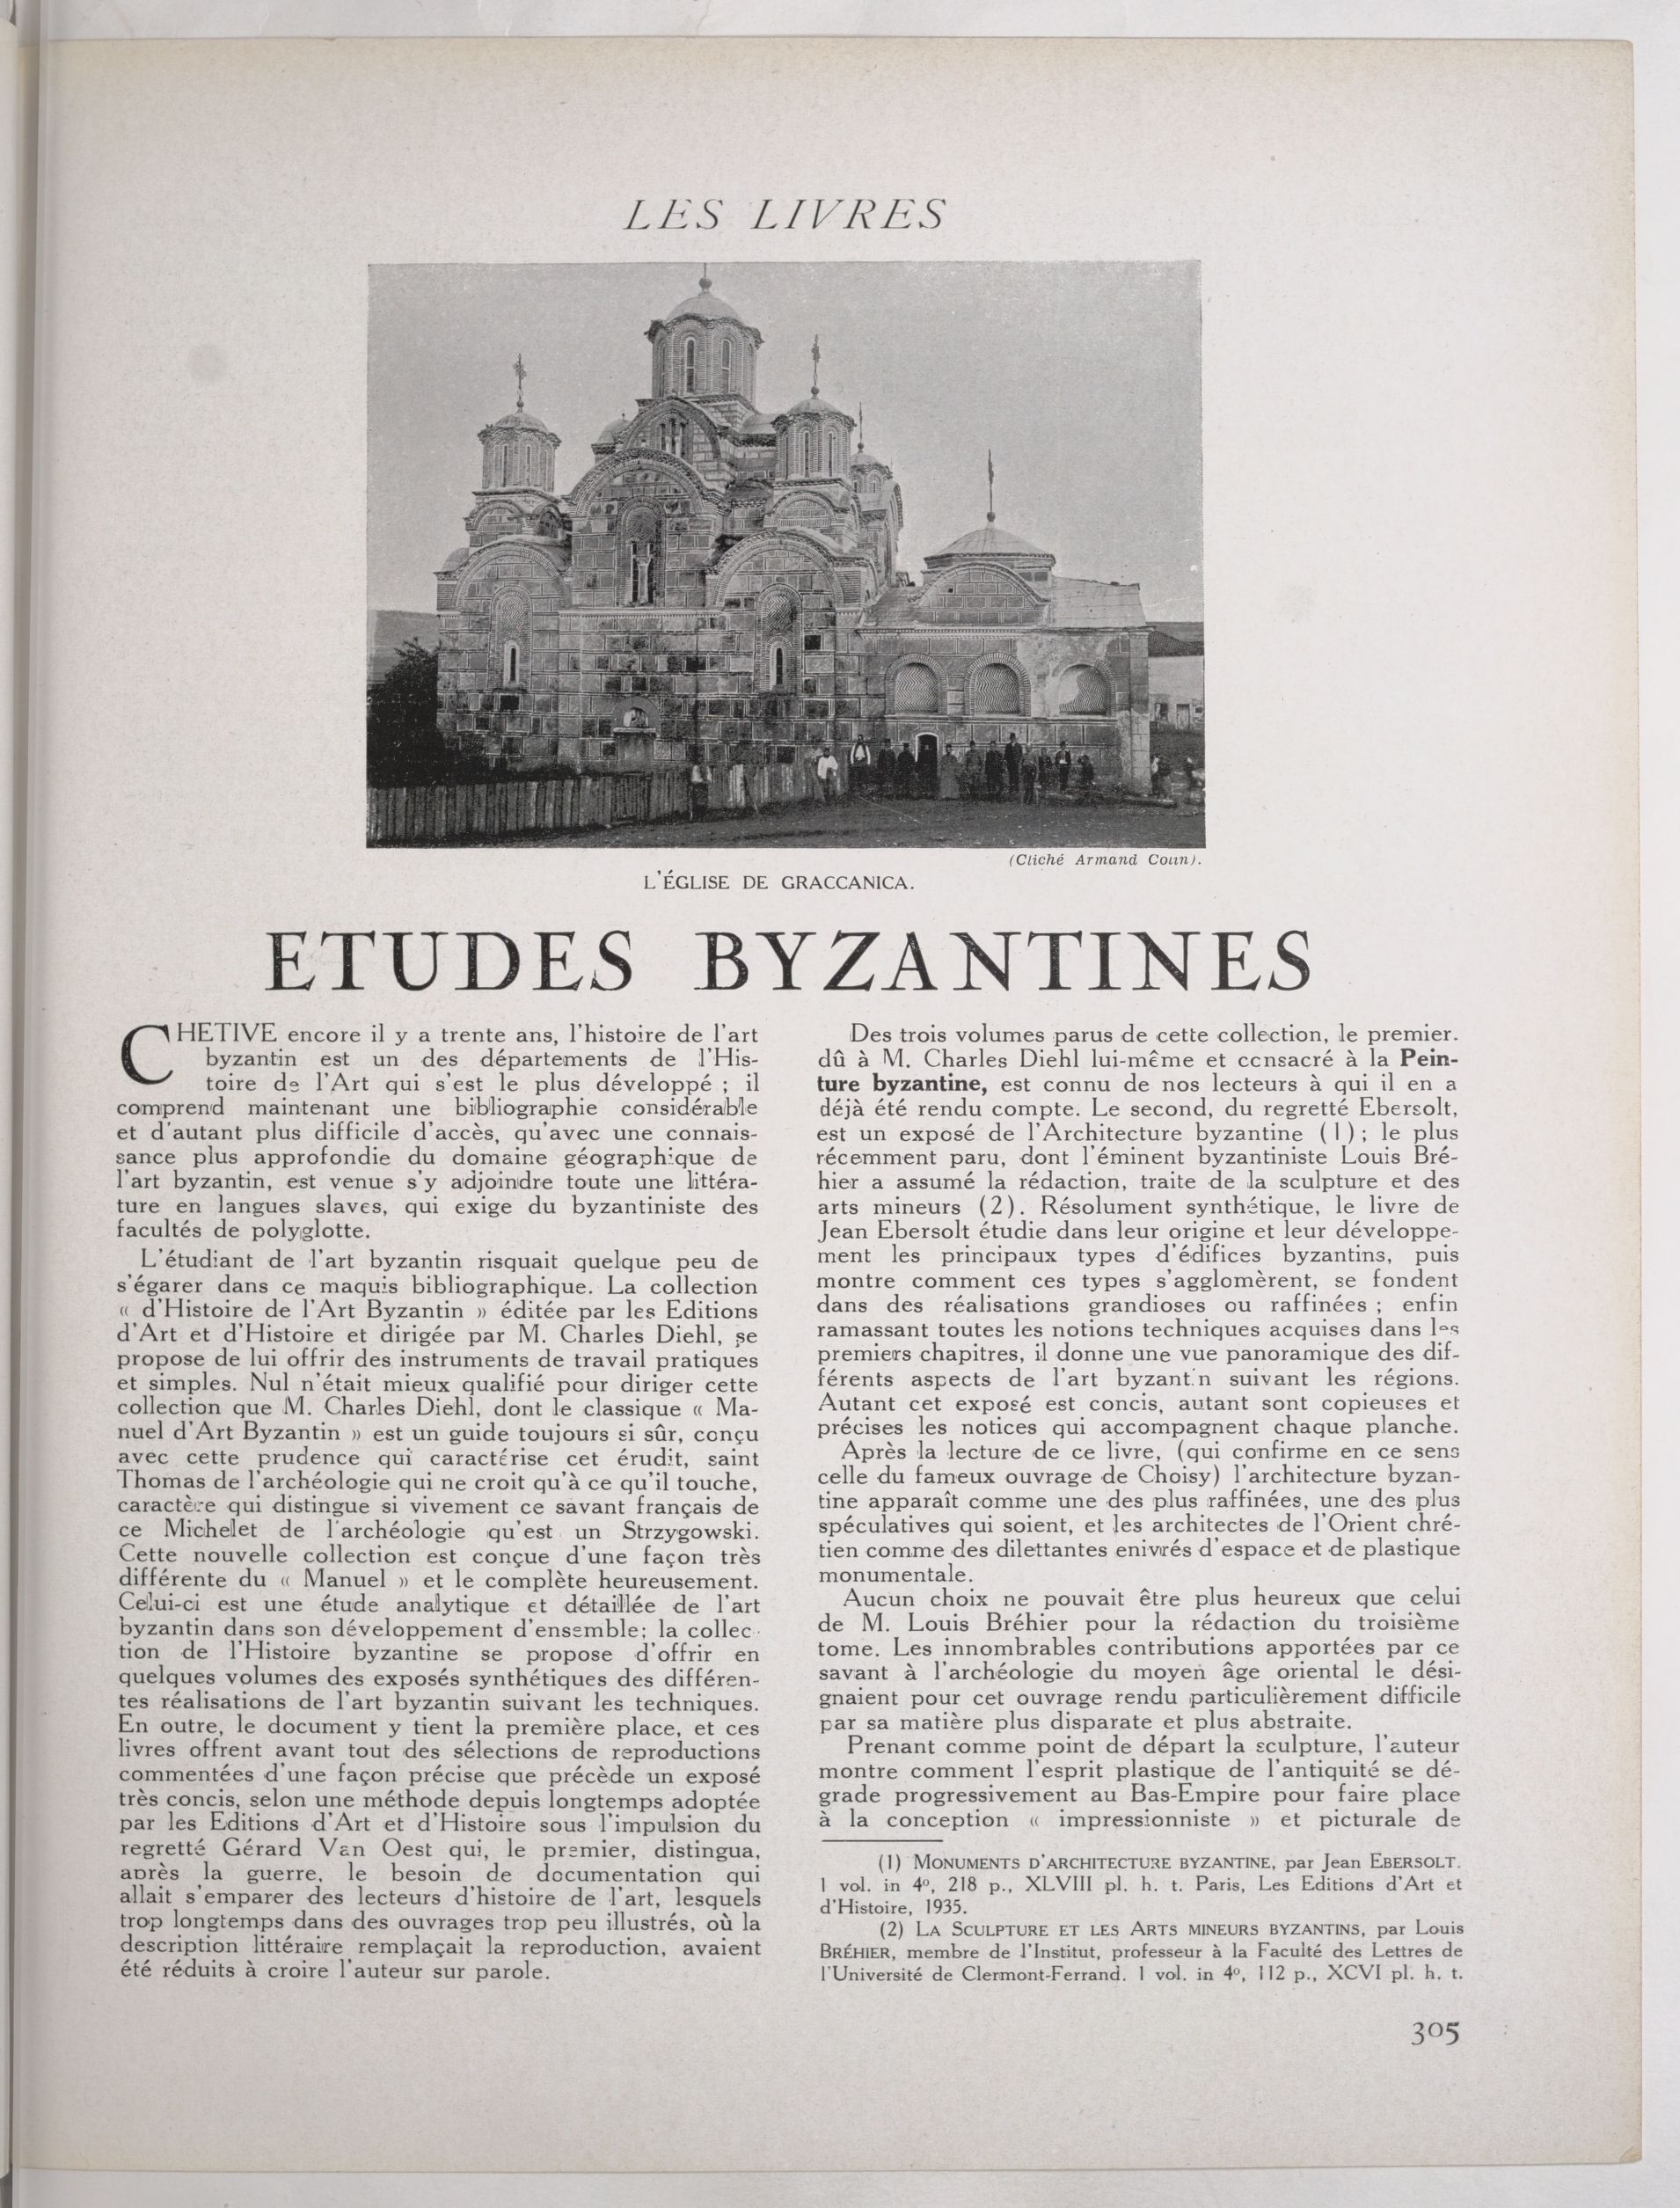 LES LIVRES
(Cliché Armand Colin).
L'ÉGLISE DE GRACCANICA.
ETUDES BYZANTINES
CHETIVE encore il y a trente ans, l'histoire de l'art
byzantin est un des départements de l'His-
toire de l'Art qui s'est le plus développé ; il
comprend maintenant une bibliographie considérable
et d'autant plus difficile d'accès, qu'avec une connais-
sance plus approfondie du domaine géographique de
l'art byzantin, est venue s'y adjoindre toute une littéra-
ture en langues slaves, qui exige du byzantiniste des
facultés de polyglotte.
L'étudiant de l'art byzantin risquait quelque peu de
s'égarer dans ce maquis bibliographique. La collection
« d'Histoire de l'Art Byzantin » éditée par les Editions
d'Art et d'Histoire et dirigée par M. Charles Diehl, se
propose de lui offrir des instruments de travail pratiques
et simples. Nul n'était mieux qualifié pour diriger cette
collection que M. Charles Diehl, dont le classique « Ma-
nuel d'Art Byzantin » est un guide toujours si sûr, conçu
avec cette prudence qui caractérise cet érudit, saint
Thomas de l'archéologie qui ne croit qu'à ce qu'il touche,
caractère qui distingue si vivement ce savant français de
ce Michelet de l'archéologie qu'est un Strzygowski.
Cette nouvelle collection est conçue d'une façon très
différente du « Manuel » et le complète heureusement.
Celui-ci est une étude analytique et détaillée de l'art
byzantin dans son développement d'ensemble; la collec-
tion de l'Histoire byzantine se propose d'offrir en
quelques volumes des exposés synthétiques des différen-
tes réalisations de l'art byzantin suivant les techniques.
En outre, le document y tient la première place, et ces
livres offrent avant tout des sélections de reproductions
commentées d'une façon précise que précède un exposé
très concis, selon une méthode depuis longtemps adoptée
par les Editions d'Art et d'Histoire sous l'impulsion du
regretté Gérard Van Oest qui, le premier, distingua,
après la guerre, le besoin de documentation qui
allait s'emparer des lecteurs d'histoire de l'art, lesquels
trop longtemps dans des ouvrages trop peu illustrés, où la
description littéraire remplaçait la reproduction, avaient
été réduits à croire l'auteur sur parole.
Des trois volumes parus de cette collection, le premier.
dû à M. Charles Diehl lui-même et consacré à la Pein-
ture byzantine, est connu de nos lecteurs à qui il en a
déjà été rendu compte. Le second, du regretté Ebersolt,
est un exposé de l'Architecture byzantine (1) ; le plus
récemment paru, dont l'éminent byzantiniste Louis Bré-
hier a assumé la rédaction, traite de la sculpture et des
arts mineurs (2). Résolument synthétique, le livre de
Jean Ebersolt étudie dans leur origine et leur développe-
ment les principaux types d'édifices byzantins, puis
montre comment ces types s'agglomèrent, se fondent
dans des réalisations grandioses ou raffinées ; enfin
ramassant toutes les notions techniques acquises dans les
premiers chapitres, il donne une vue panoramique des dif-
férents aspects de l'art byzantin suivant les régions.
Autant cet exposé est concis, autant sont copieuses et
précises les notices qui accompagnent chaque planche.
Après la lecture de ce livre, (qui confirme en ce sens
celle du fameux ouvrage de Choisy) l'architecture byzan-
tine apparaît comme une des plus raffinées, une des plus
spéculatives qui soient, et les architectes de l'Orient chré-
tien comme des dilettantes enivrés d'espace et de plastique
monumentale.
Aucun choix ne pouvait être plus heureux que celui
de M. Louis Bréhier pour la rédaction du troisième
tome. Les innombrables contributions apportées par ce
savant à l'archéologie du moyen âge oriental le dési-
gnaient pour cet ouvrage rendu particulièrement difficile
par sa matière plus disparate et plus abstraite.
Prenant comme point de départ la sculpture, l'auteur
montre comment l'esprit plastique de l'antiquité se dé-
grade progressivement au Bas-Empire pour faire place
à la conception « impressionniste » et picturale de
(1) MONUMENTS D'ARCHITECTURE BYZANTINE, par Jean EBERSOLT.
1 vol. in 4º, 218 p., XLVIII pl. h. t. Paris, Les Editions d'Art et
d'Histoire, 1935.
(2) LA SCULPTURE ET LES ARTS MINEURS BYZANTINS, par Louis
BRÉHIER, membre de l'Institut, professeur à la Faculté des Lettres de
l'Université de Clermont-Ferrand. 1 vol. in 4º, 112 p., XCVI pl. h. t.
305